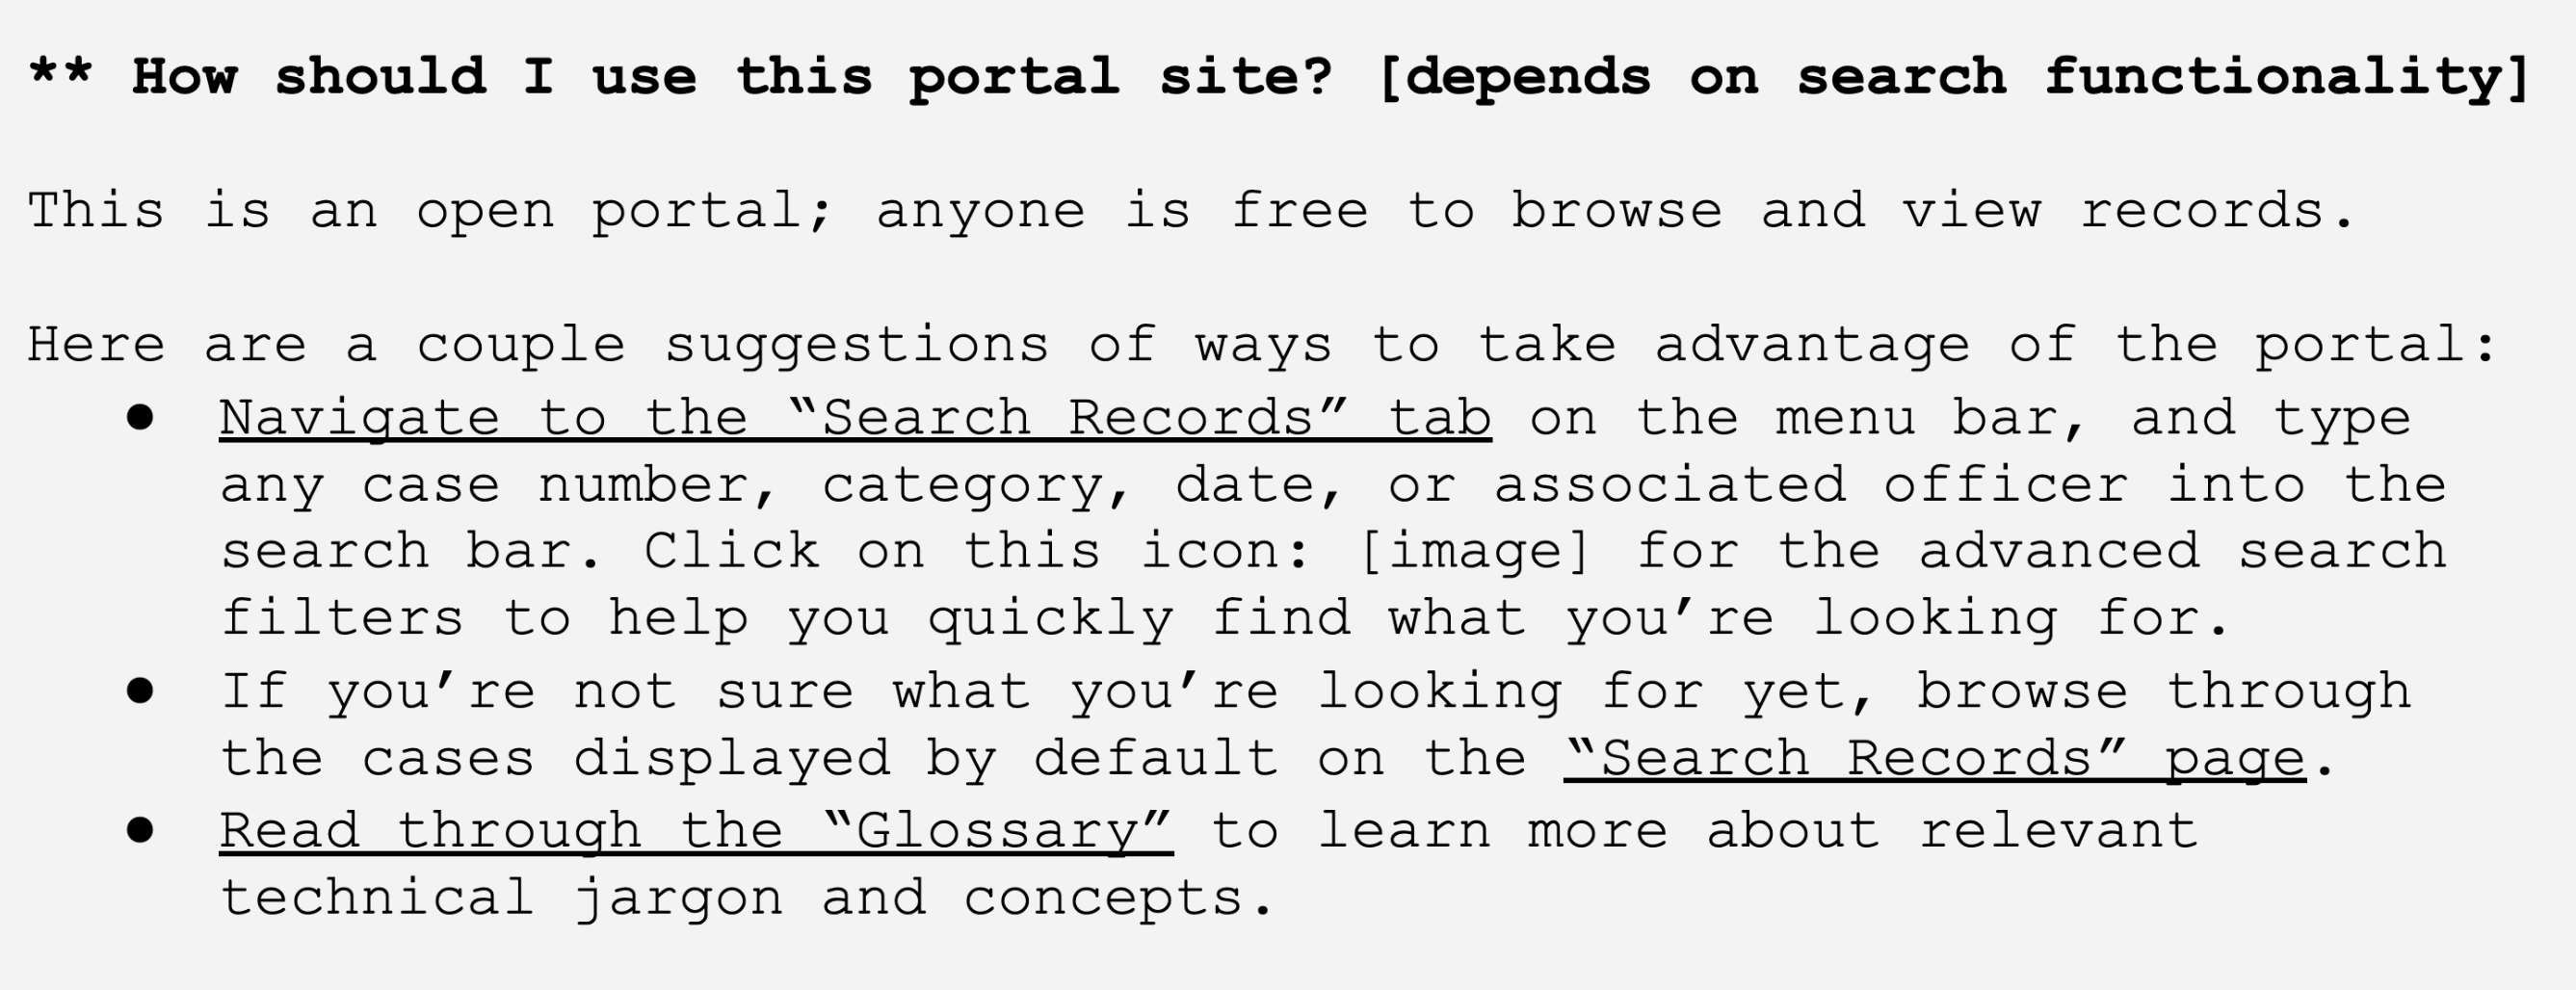 ** How should I use this portal site? [depends on search functionality]
This is an open portal; anyone is free to browse and view records.
Here are a couple suggestions of ways to take advantage of the portal:
● Navigate to the “Search Records” tab on the menu bar, and type
any case number, category, date, or associated officer into the
search bar. Click on this icon: [image] for the advanced search
filters to help you quickly find what you’re looking for.
● If you’re not sure what you’re looking for yet, browse through
the cases displayed by default on the “Search Records” page.
● Read through the “Glossary” to learn more about relevant
technical jargon and concepts.